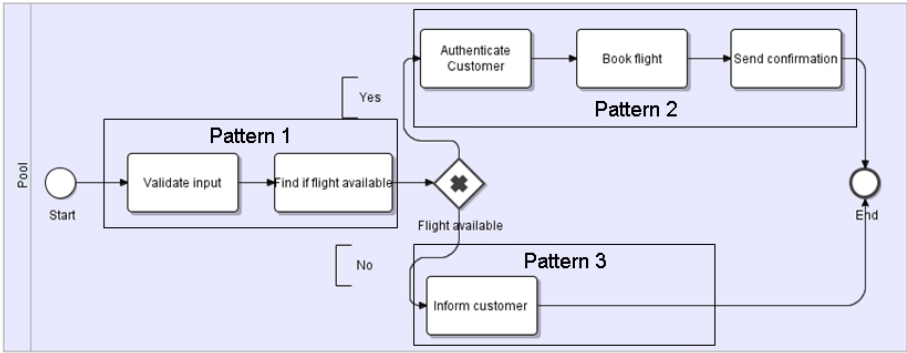 Pool
Start
Pattern 1
Validate input
Find if flight available
Yes
No
Flight available
Authenticate
Customer
Book flight
Send confirmation
Pattern 2
Pattern 3
Inform customer
End